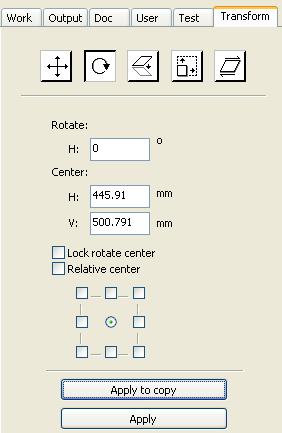 Work Output Doc User Test Transform
Rotate:
H: 0 o
Center:
H: 445.91 mm
V: 500.791 mm
Lock rotate center
Relative center
Apply to copy
Apply